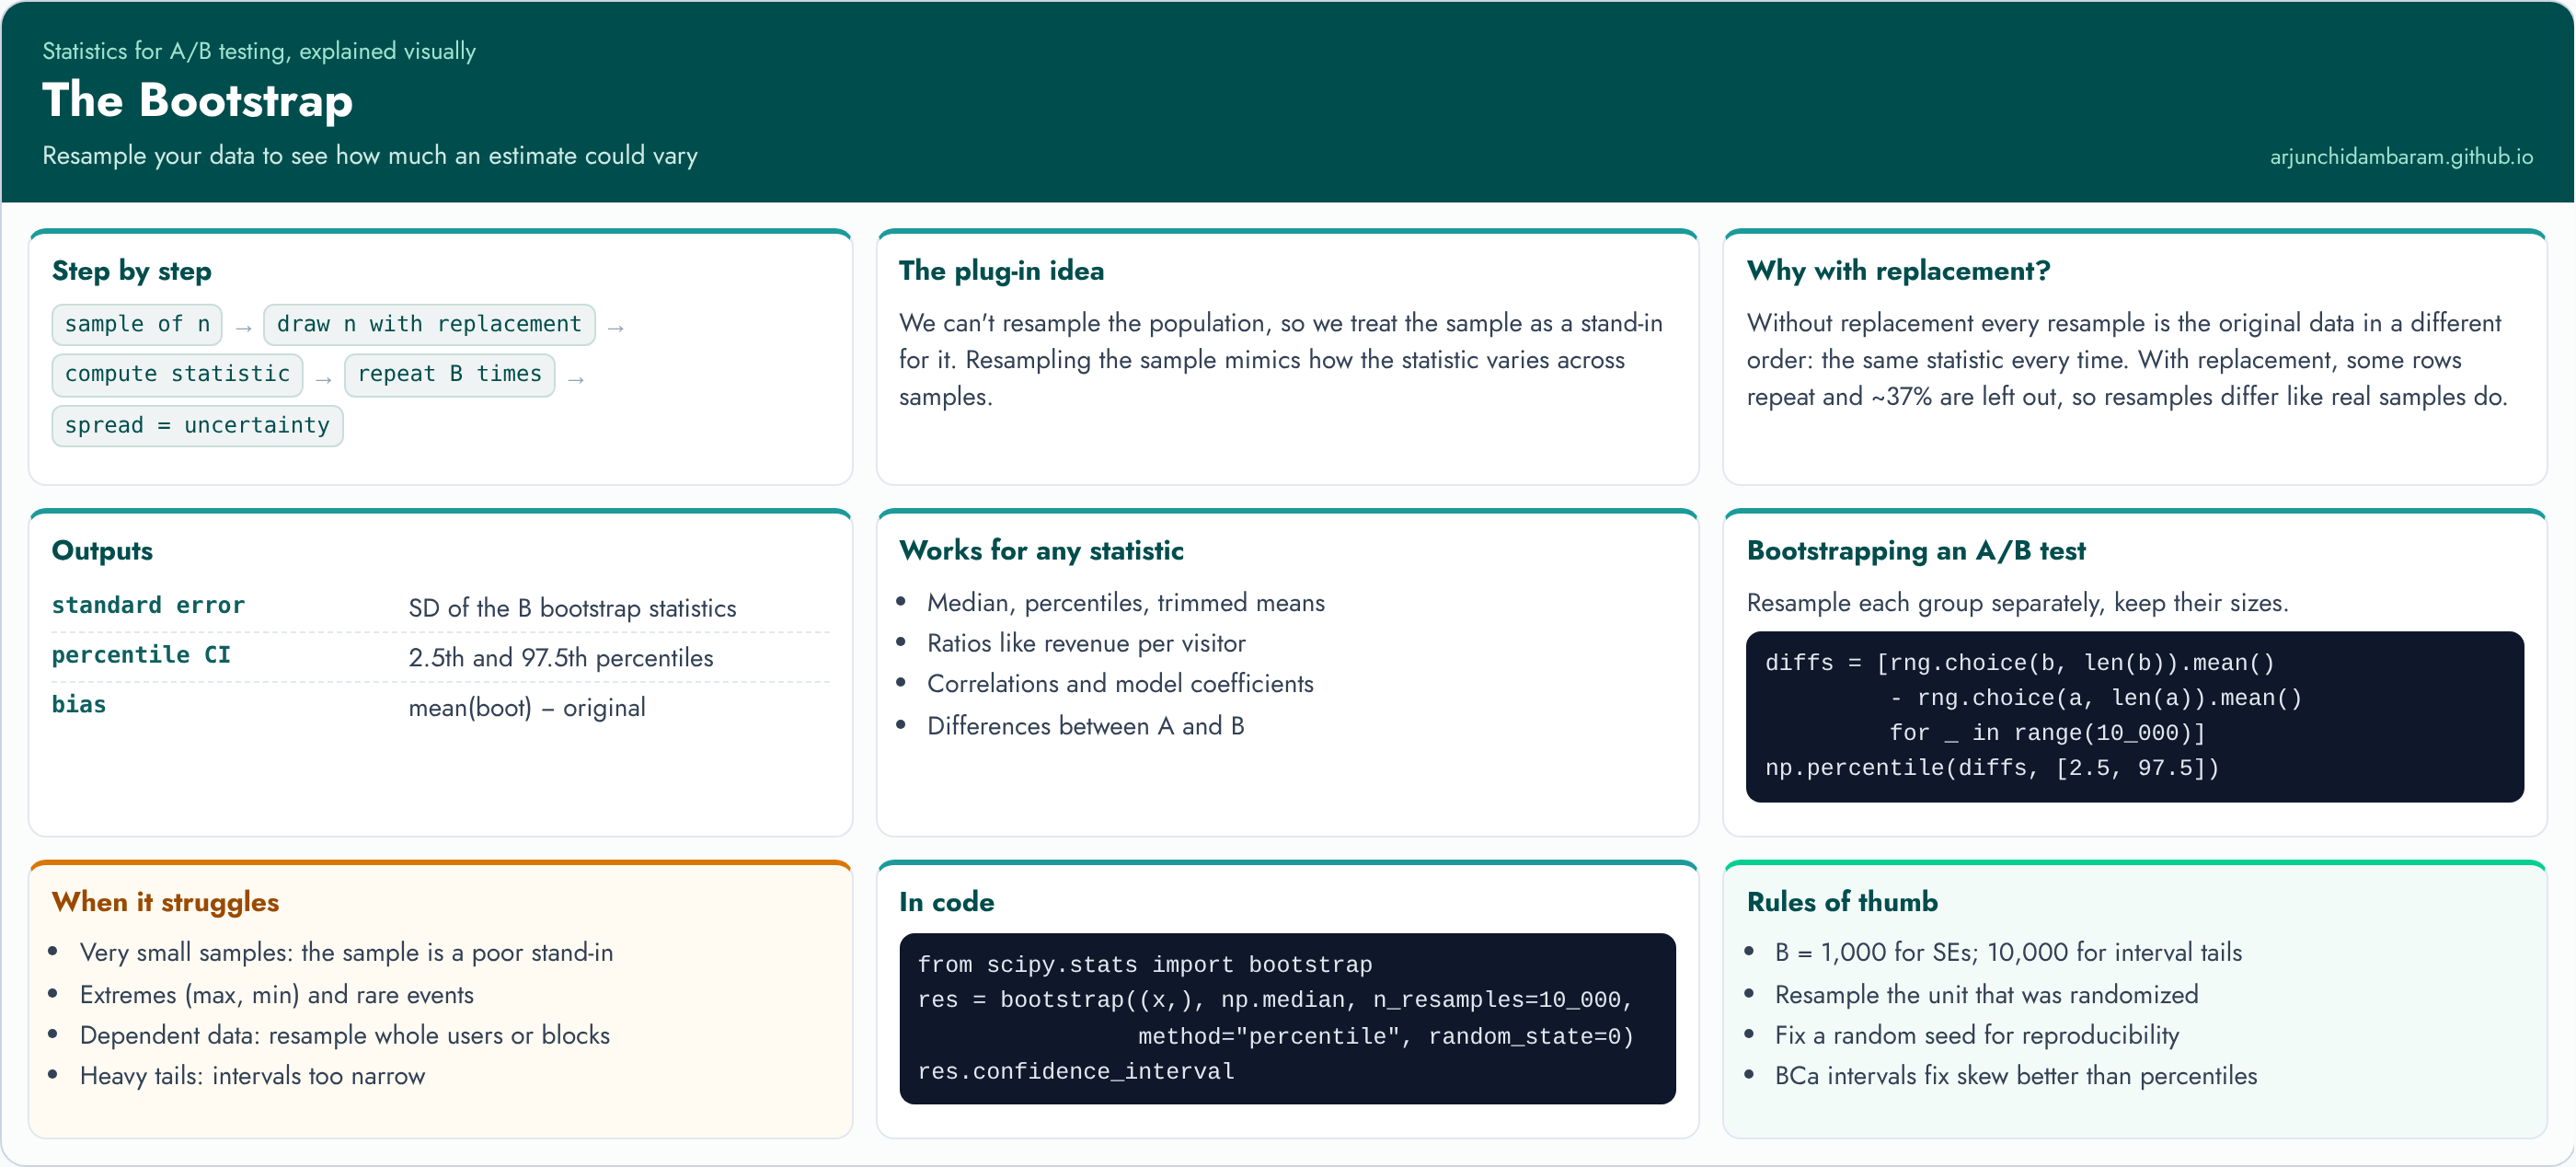 Statistics for A/B testing, explained visually
The Bootstrap
Resample your data to see how much an estimate could vary
arjunchidambaram.github.io
Step by step
sample of n → draw n with replacement →
compute statistic → repeat B times →
spread = uncertainty
The plug-in idea
We can't resample the population, so we treat the sample as a stand-in
for it. Resampling the sample mimics how the statistic varies across
samples.
Why with replacement?
Without replacement every resample is the original data in a different
order: the same statistic every time. With replacement, some rows
repeat and ~37% are left out, so resamples differ like real samples do.
Outputs
standard error SD of the B bootstrap statistics
percentile CI 2.5th and 97.5th percentiles
bias mean(boot) − original
Works for any statistic
• Median, percentiles, trimmed means
• Ratios like revenue per visitor
• Correlations and model coefficients
• Differences between A and B
Bootstrapping an A/B test
Resample each group separately, keep their sizes.
diffs = [rng.choice(b, len(b)).mean()
         - rng.choice(a, len(a)).mean()
         for _ in range(10_000)]
np.percentile(diffs, [2.5, 97.5])
When it struggles
• Very small samples: the sample is a poor stand-in
• Extremes (max, min) and rare events
• Dependent data: resample whole users or blocks
• Heavy tails: intervals too narrow
In code
from scipy.stats import bootstrap
res = bootstrap((x,), np.median, n_resamples=10_000,
                method="percentile", random_state=0)
res.confidence_interval
Rules of thumb
• B = 1,000 for SEs; 10,000 for interval tails
• Resample the unit that was randomized
• Fix a random seed for reproducibility
• BCa intervals fix skew better than percentiles